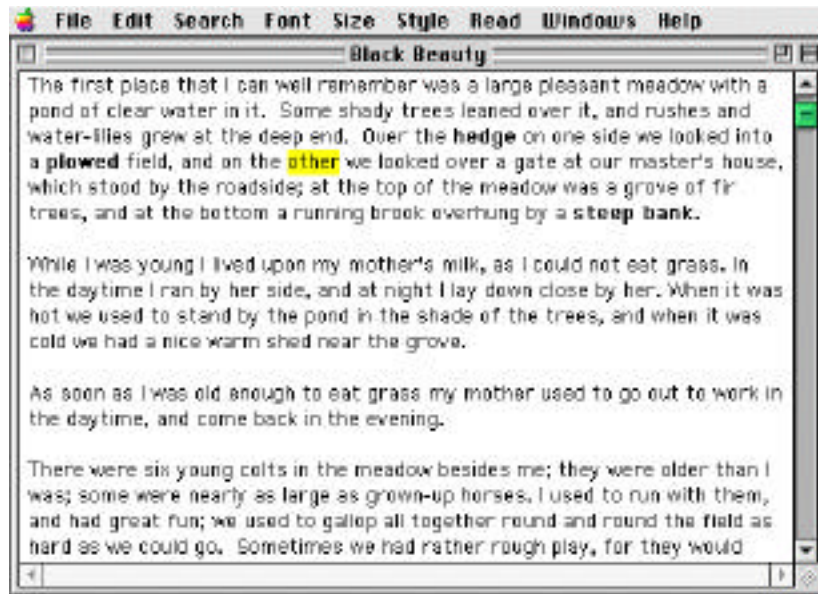 File Edit Search Font Size Style Read Windows Help
Black Beauty
The first place that I can well remember was a large pleasant meadow with a
pond of clear water in it. Some shady trees leaned over it, and rushes and
water-lilies grew at the deep end. Over the hedge on one side we looked into
a plowed field, and on the other we looked over a gate at our master's house,
which stood by the roadside; at the top of the meadow was a grove of fir
trees, and at the bottom a running brook overhung by a steep bank.
While I was young I lived upon my mother's milk, as I could not eat grass. In
the daytime I ran by her side, and at night I lay down close by her. When it was
hot we used to stand by the pond in the shade of the trees, and when it was
cold we had a nice warm shed near the grove.
As soon as I was old enough to eat grass my mother used to go out to work in
the daytime, and come back in the evening.
There were six young colts in the meadow besides me; they were older than I
was; some were nearly as large as grown-up horses. I used to run with them,
and had great fun; we used to gallop all together round and round the field as
hard as we could go. Sometimes we had rather rough play, for they would